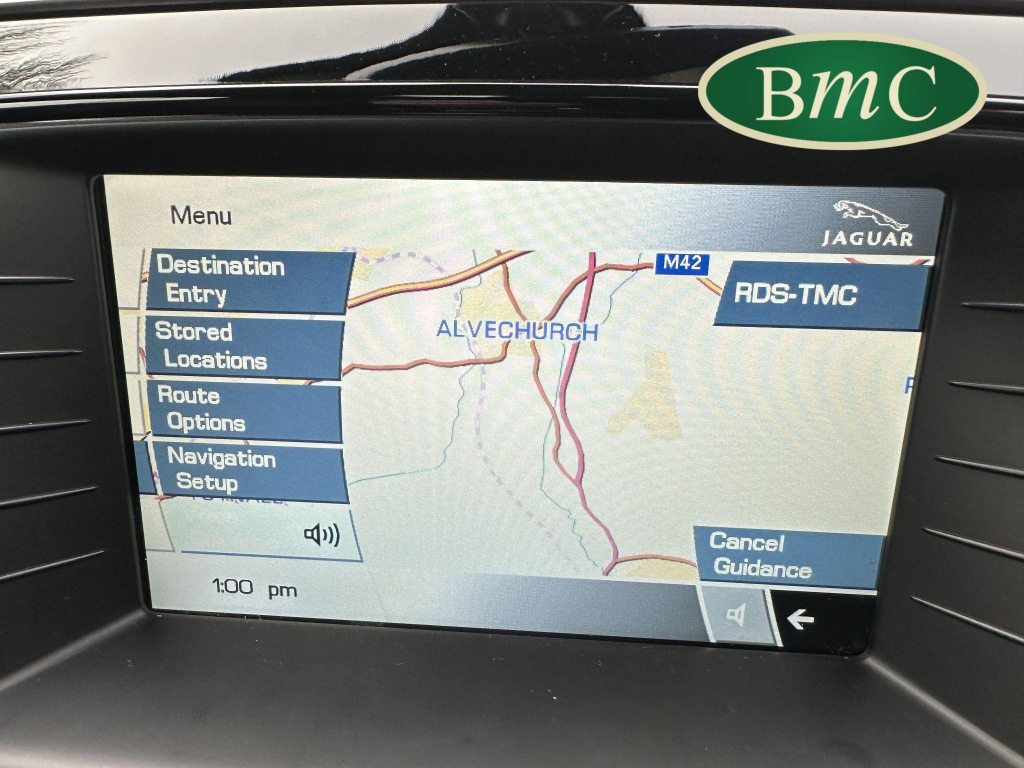 BmC
Menu
JAGUAR
Destination
Entry
M42
RDS-TMC
Stored
Locations
ALVECHURCH
Route
Options
Navigation
Setup
Cancel
Guidance
1:00 pm